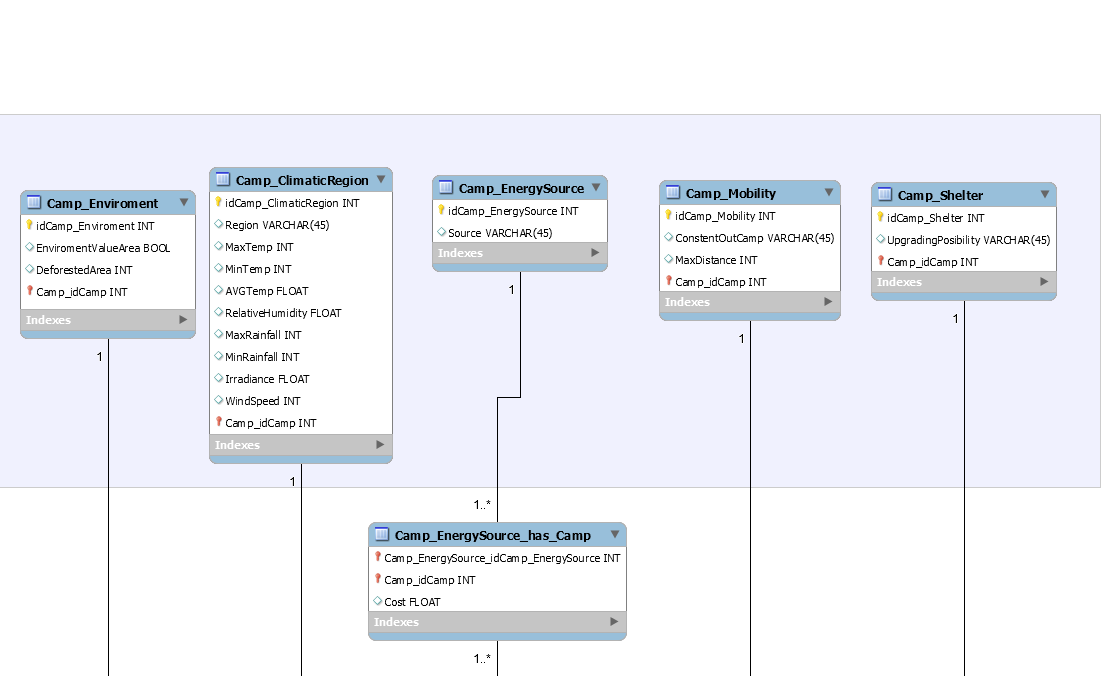 Camp_Enviroment
idCamp_Enviroment INT
EnviromentValueArea BOOL
DeforestedArea INT
Camp_idCamp INT
Indexes
1
Camp_ClimaticRegion
idCamp_ClimaticRegion INT
Region VARCHAR(45)
MaxTemp INT
MinTemp INT
AVGTemp FLOAT
RelativeHumidity FLOAT
MaxRainfall INT
MinRainfall INT
Irradiance FLOAT
WindSpeed INT
Camp_idCamp INT
Indexes
1
Camp_EnergySource
idCamp_EnergySource INT
Source VARCHAR(45)
Indexes
1
Camp_Mobility
idCamp_Mobility INT
ConstentOutCamp VARCHAR(45)
MaxDistance INT
Camp_idCamp INT
Indexes
1
Camp_Shelter
idCamp_Shelter INT
UpgradingPosibility VARCHAR(45)
Camp_idCamp INT
Indexes
1
1..*
Camp_EnergySource_has_Camp
Camp_EnergySource_idCamp_EnergySource INT
Camp_idCamp INT
Cost FLOAT
Indexes
1..*